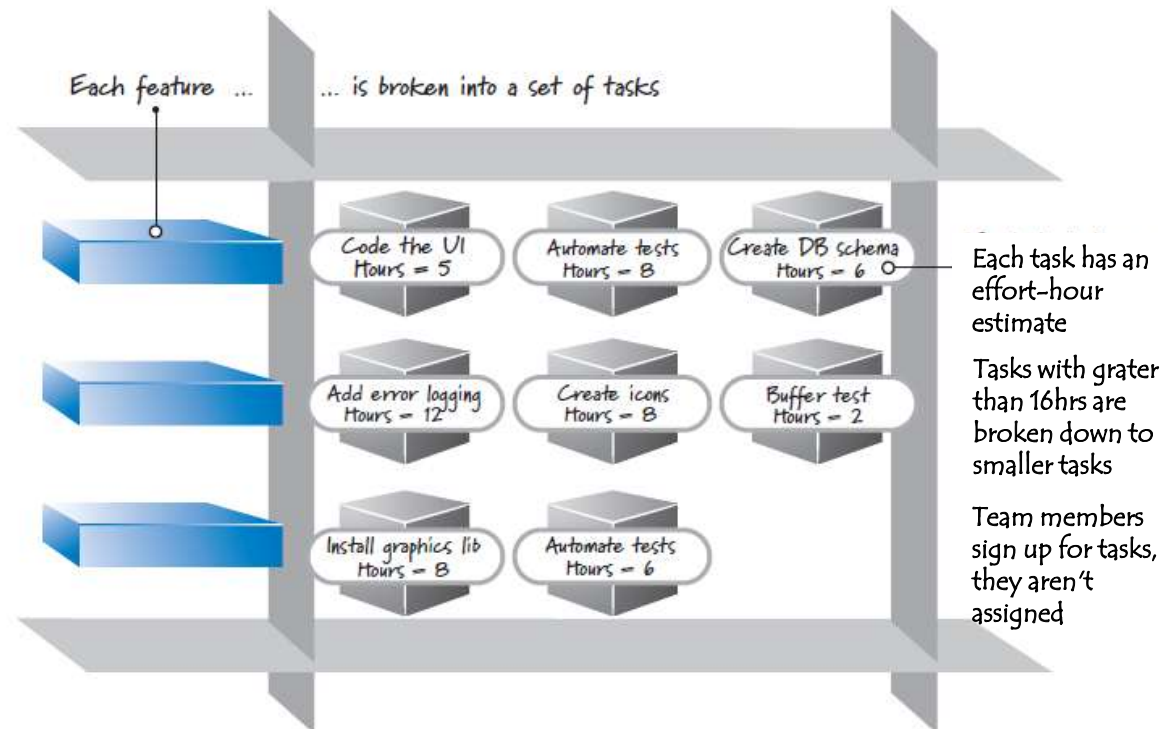 Each feature ... ... is broken into a set of tasks
Code the UI
Hours = 5
Automate tests
Hours = 8
Create DB schema
Hours = 6
Each task has an
effort-hour
estimate
Tasks with grater
than 16hrs are
broken down to
smaller tasks
Team members
sign up for tasks,
they aren't
assigned
Add error logging
Hours = 12
Create icons
Hours = 8
Buffer test
Hours = 2
Install graphics lib
Hours = 8
Automate tests
Hours = 6